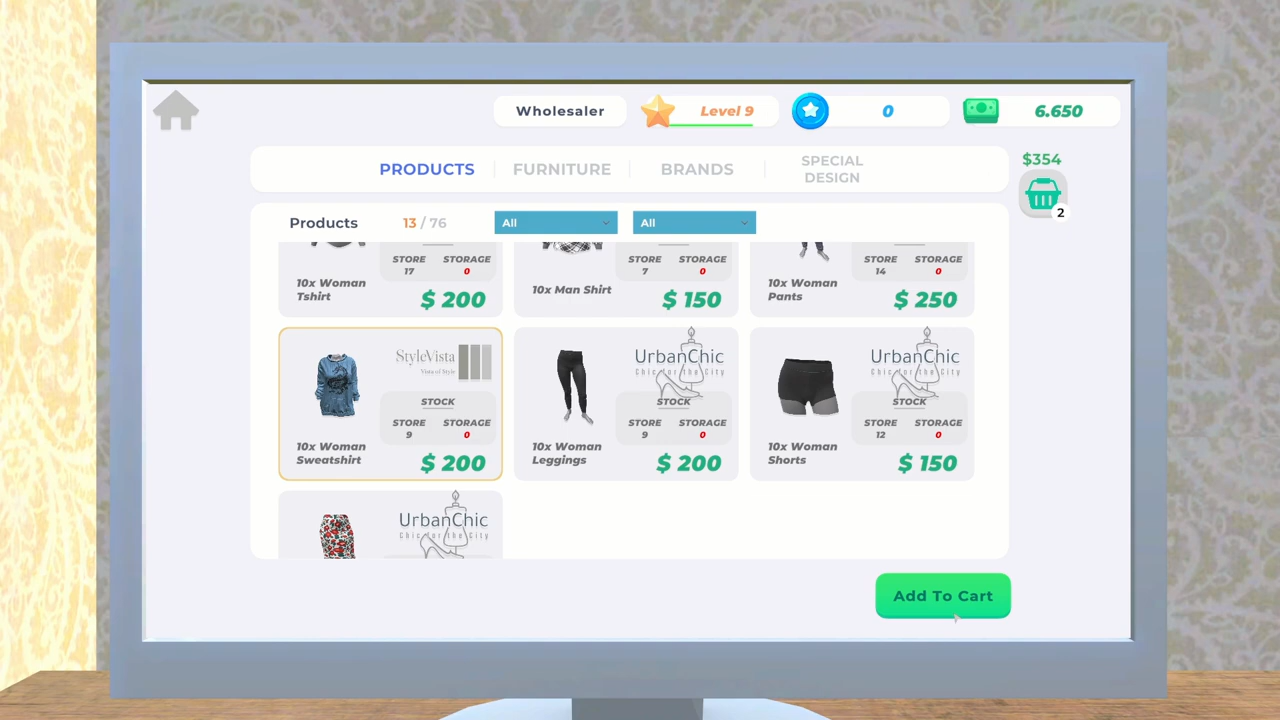 Wholesaler
Level 9
0
6.650
PRODUCTS
FURNITURE
BRANDS
SPECIAL
DESIGN
$354
2
Products
13 / 76
All
All
STORE
17
STORAGE
0
10x Woman
Tshirt
$ 200
STORE
7
STORAGE
0
10x Man Shirt
$ 150
STORE
14
STORAGE
0
10x Woman
Pants
$ 250
StyleVista
Vista of Style
STOCK
STORE
9
STORAGE
0
10x Woman
Sweatshirt
$ 200
UrbanChic
Chic for the City
STOCK
STORE
9
STORAGE
0
10x Woman
Leggings
$ 200
UrbanChic
Chic for the City
STOCK
STORE
12
STORAGE
0
10x Woman
Shorts
$ 150
UrbanChic
Chic for the City
Add To Cart